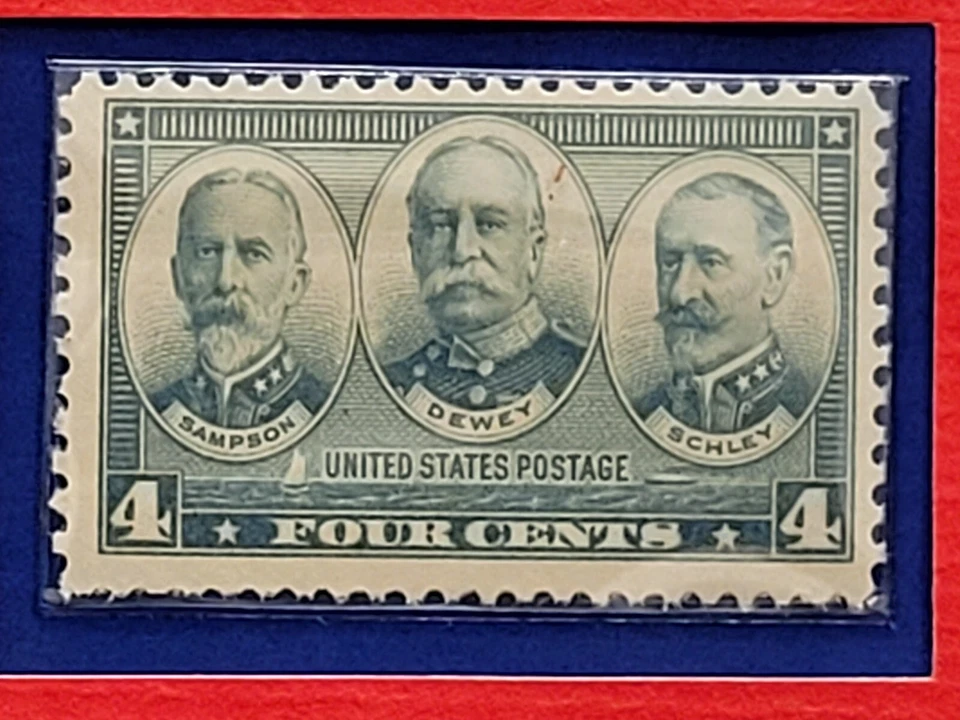 SAMPSON
DEWEY
SCHLEY
UNITED STATES POSTAGE
4 FOUR CENTS 4